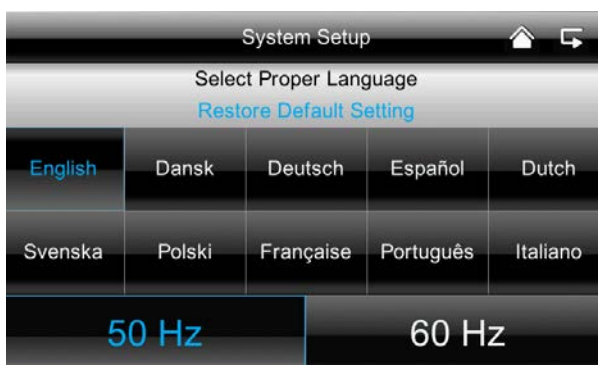 System Setup
Select Proper Language
Restore Default Setting
English Dansk Deutsch Español Dutch
Svenska Polski Française Português Italiano
50 Hz 60 Hz